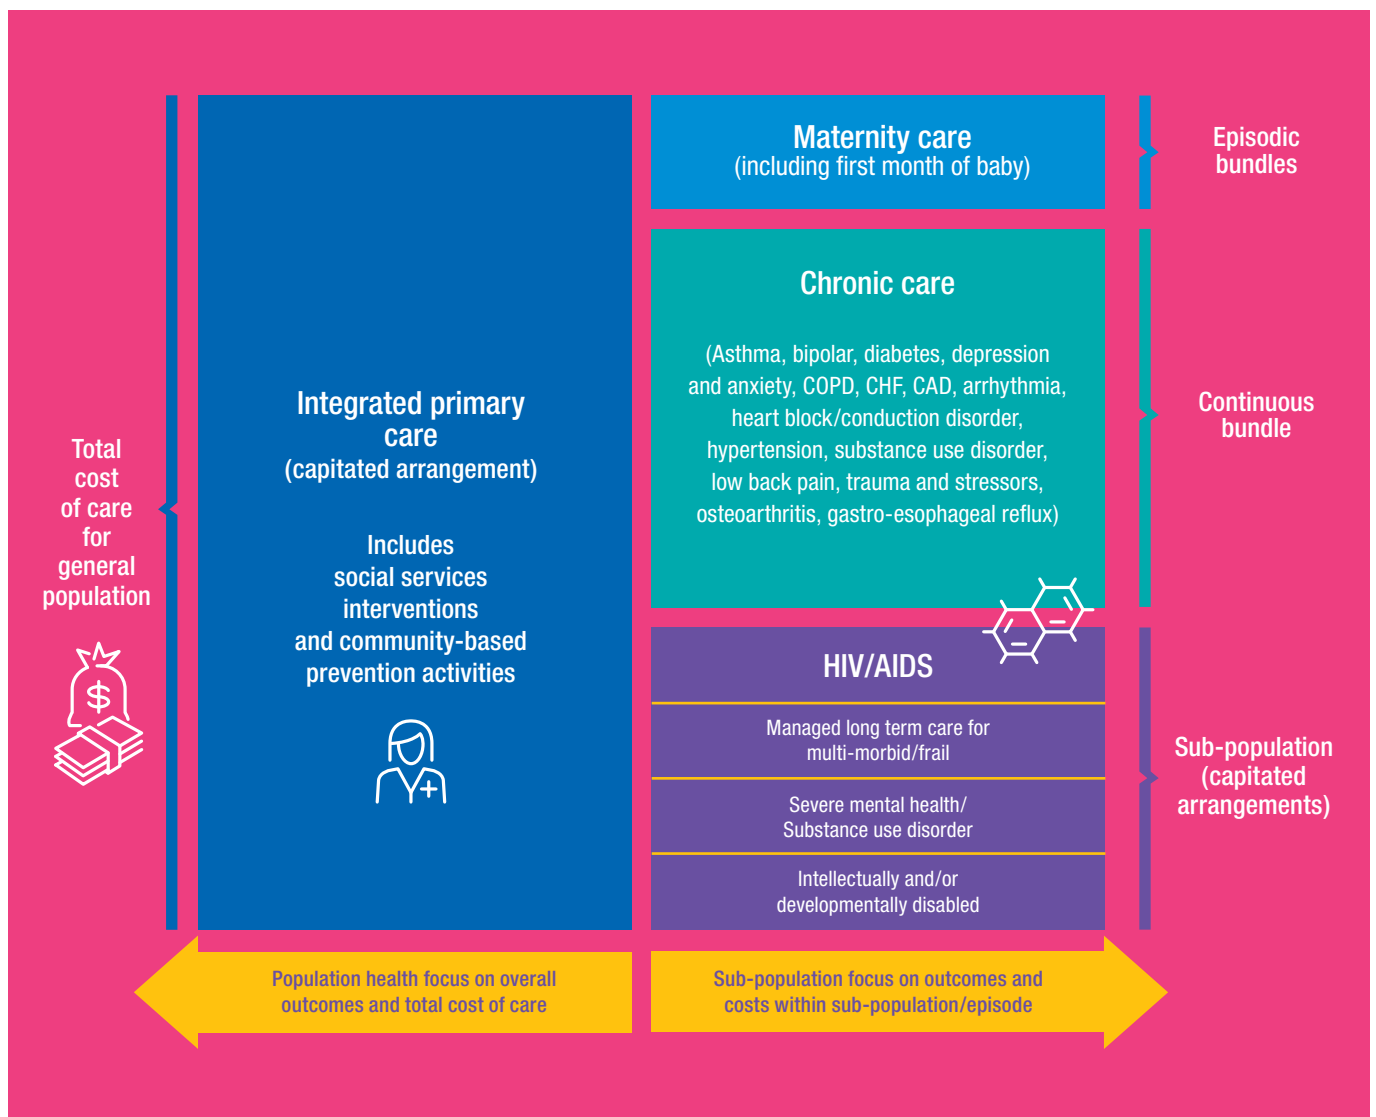 Total
cost
of care
for
general
population
$
Integrated primary
care
(capitated arrangement)
Includes
social services
interventions
and community-based
prevention activities
Maternity care
(including first month of baby)
Episodic
bundles
Chronic care
(Asthma, bipolar, diabetes, depression
and anxiety, COPD, CHF, CAD, arrhythmia,
heart block/conduction disorder,
hypertension, substance use disorder,
low back pain, trauma and stressors,
osteoarthritis, gastro-esophageal reflux)
Continuous
bundle
HIV/AIDS
Managed long term care for
multi-morbid/frail
Severe mental health/
Substance use disorder
Intellectually and/or
developmentally disabled
Sub-population
(capitated
arrangements)
Population health focus on overall
outcomes and total cost of care
Sub-population focus on outcomes and
costs within sub-population/episode